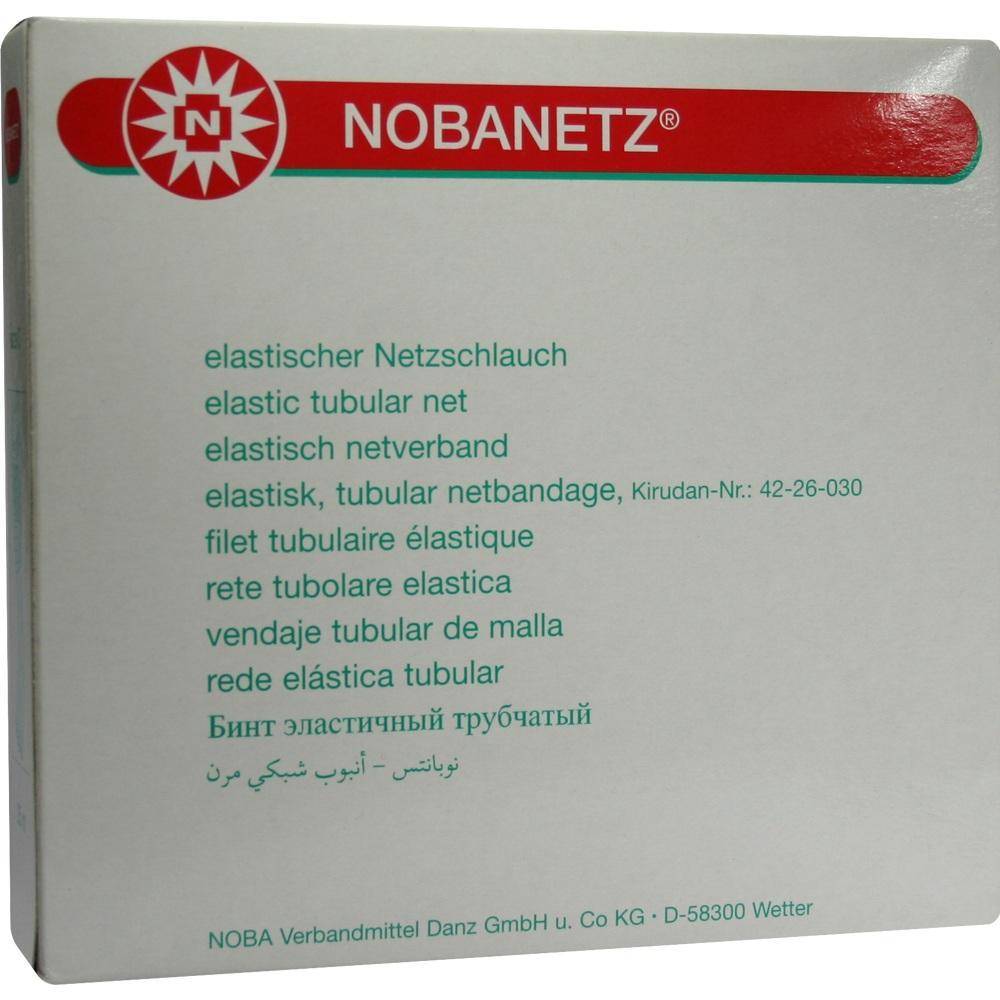 N
NOBANETZ®
elastischer Netzschlauch
elastic tubular net
elastisch netverband
elastisk, tubular netbandage, Kirudan-Nr.: 42-26-030
filet tubulaire élastique
rete tubolare elastica
vendaje tubular de malla
rede elástica tubular
Бинт эластичный трубчатый
نوبانتس – أنبوب شبكي مرن
NOBA Verbandmittel Danz GmbH u. Co KG · D-58300 Wetter